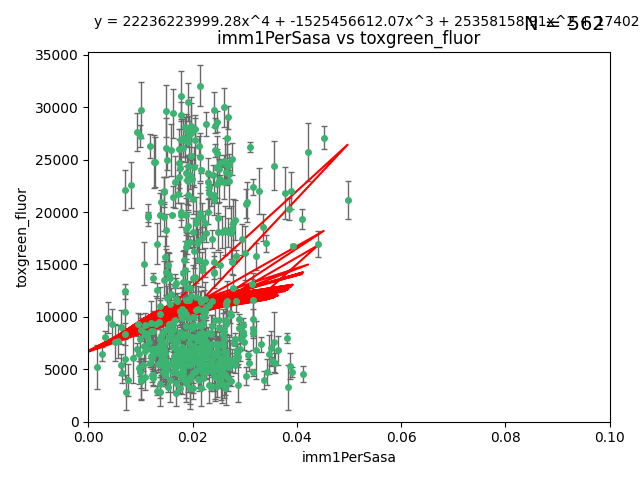 y = 22236223999.28x^4 + -1525456612.07x^3 +
N = 562
imm1PerSasa vs toxgreen_fluor
35000
30000
25000
20000
15000
10000
5000
0
toxgreen_fluor
0.00 0.02 0.04 0.06 0.08 0.10
imm1PerSasa